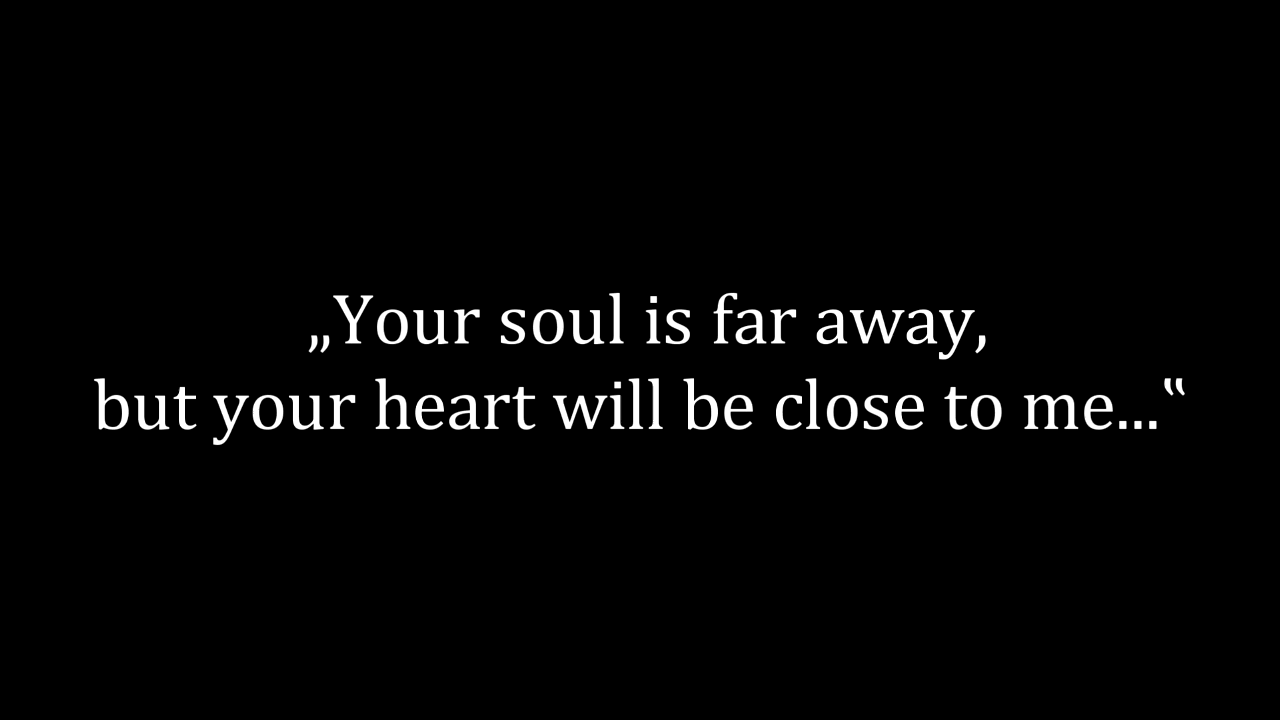 „Your soul is far away,
but your heart will be close to me...‟